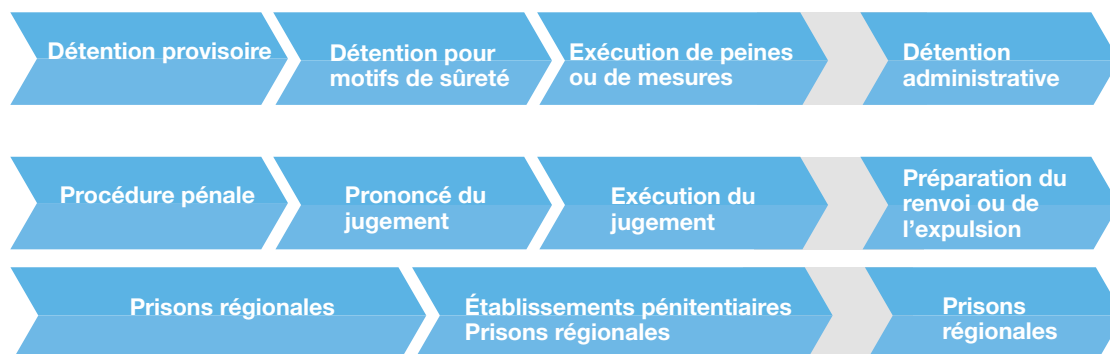 Détention provisoire
Détention pour
motifs de sûreté
Exécution de peines
ou de mesures
Détention
administrative
Procédure pénale
Prononcé du
jugement
Exécution du
jugement
Préparation du
renvoi ou de
l’expulsion
Prisons régionales
Établissements pénitentiaires
Prisons régionales
Prisons
régionales